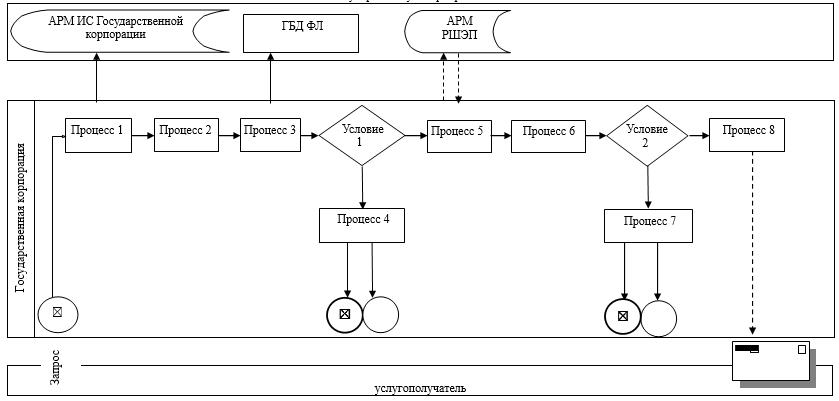 АРМ ИС Государственной
корпорации
ГБД ФЛ
АРМ
РШЭП
Государственная корпорация
Процесс 1
Процесс 2
Процесс 3
Условие
1
Процесс 5
Процесс 6
Условие
2
Процесс 8
Процесс 4
Процесс 7
Запрос
услугополучатель